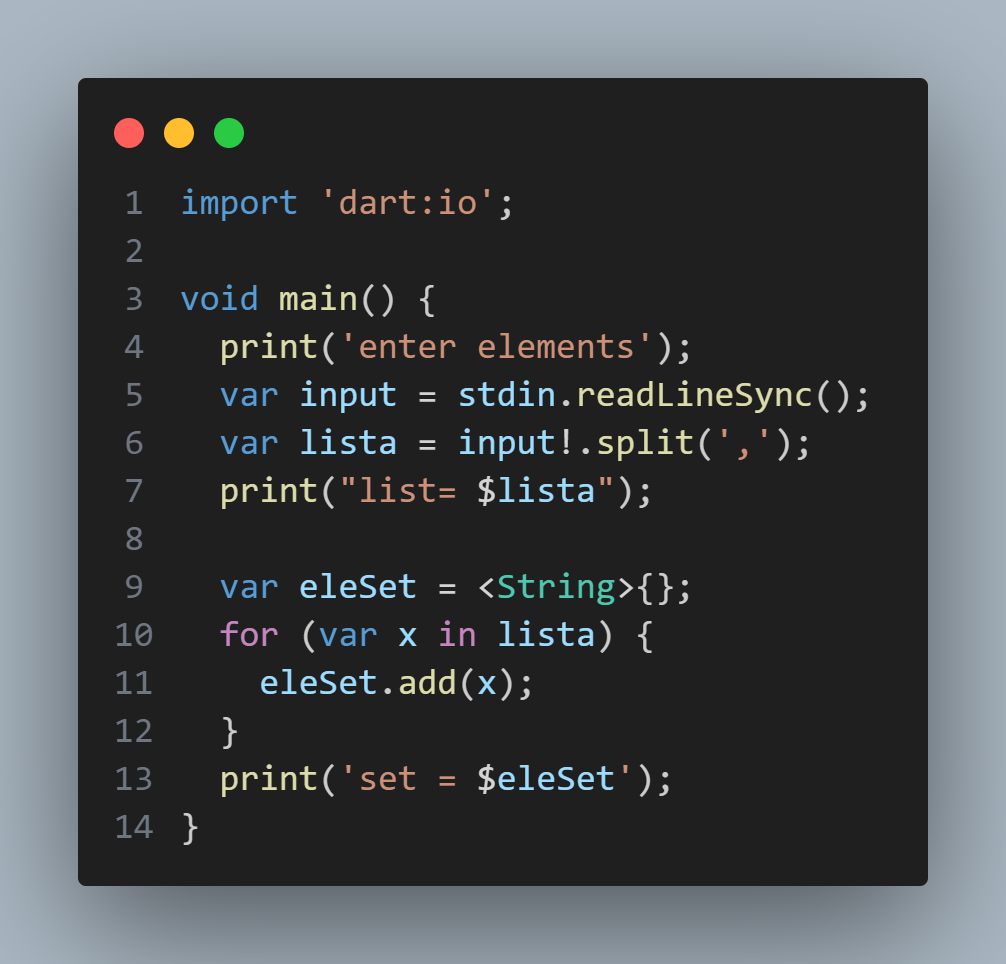 1 import 'dart:io';
2
3 void main() {
4   print('enter elements');
5   var input = stdin.readLineSync();
6   var lista = input!.split(',');
7   print("list= $lista");
8
9   var eleSet = <String>{};
10   for (var x in lista) {
11     eleSet.add(x);
12   }
13   print('set = $eleSet');
14 }